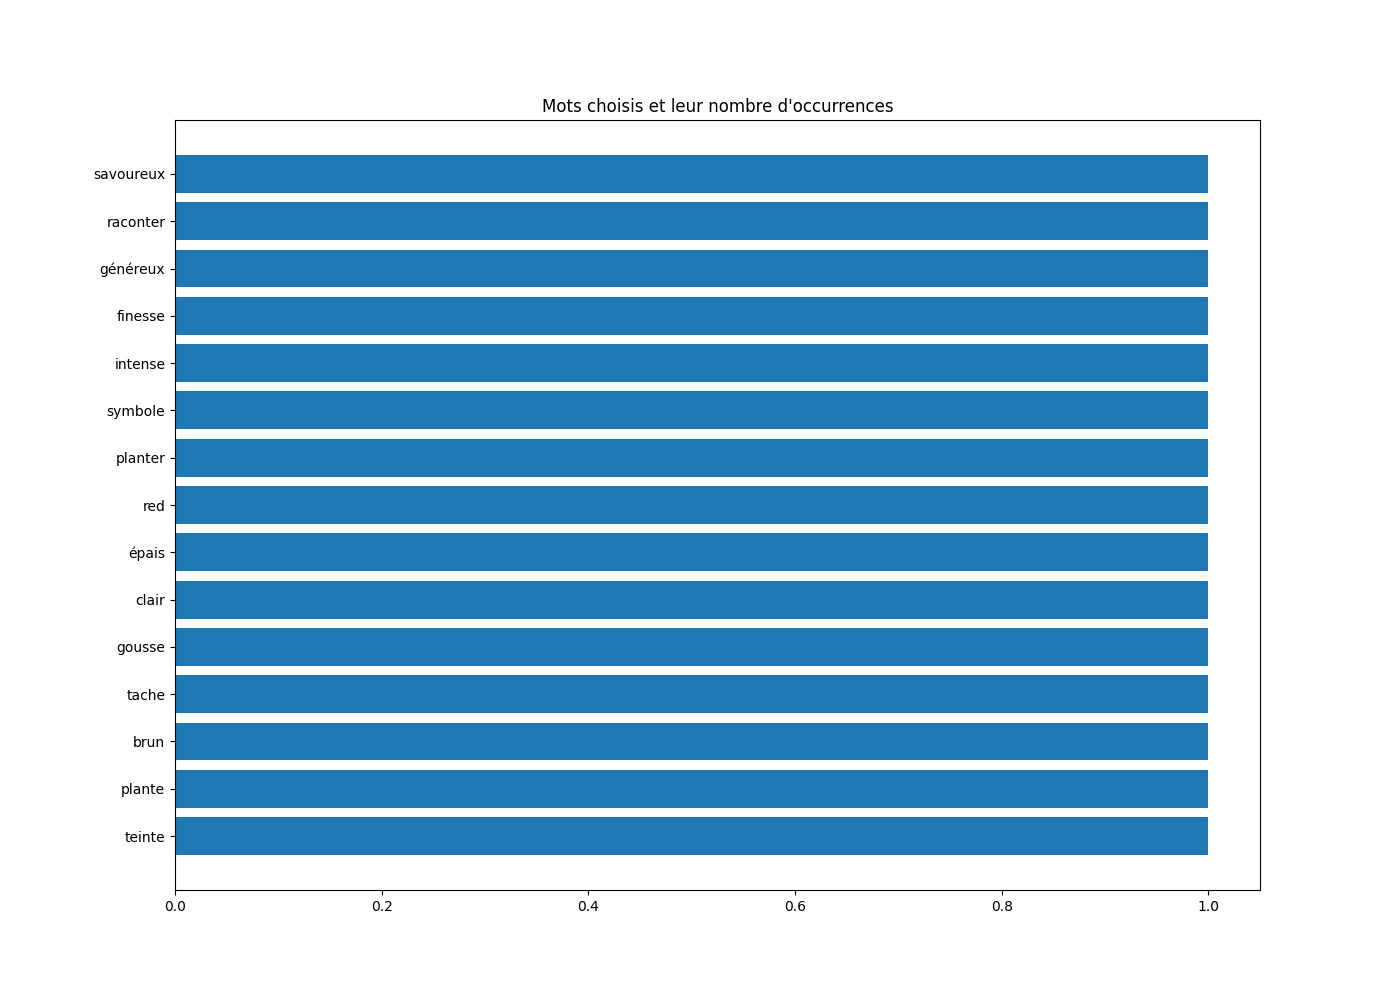 Mots choisis et leur nombre d'occurrences
savoureux
raconter
généreux
finesse
intense
symbole
planter
red
épais
clair
gousse
tache
brun
plante
teinte
0.0 0.2 0.4 0.6 0.8 1.0